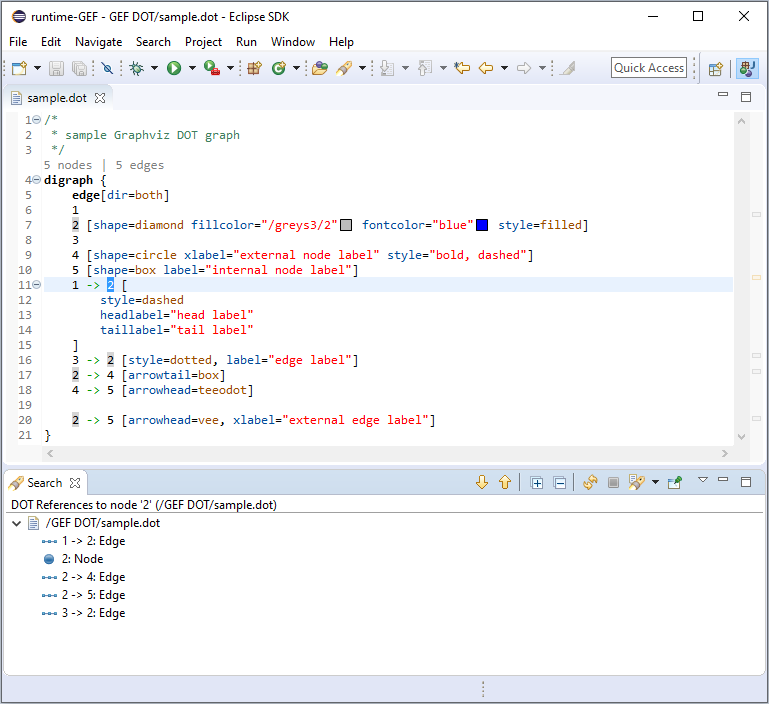 runtime-GEF - GEF DOT/sample.dot - Eclipse SDK
File Edit Navigate Search Project Run Window Help
Quick Access
sample.dot
1 /*
2 * sample Graphviz DOT graph
3 */
5 nodes | 5 edges
4 digraph {
5 edge[dir=both]
6 1
7 2 [shape=diamond fillcolor="/greys3/2" fontcolor="blue" style=filled]
8 3
9 4 [shape=circle xlabel="external node label" style="bold, dashed"]
10 5 [shape=box label="internal node label"]
11 1 -> 2 [
12 style=dashed
13 headlabel="head label"
14 taillabel="tail label"
15 ]
16 3 -> 2 [style=dotted, label="edge label"]
17 2 -> 4 [arrowtail=box]
18 4 -> 5 [arrowhead=teeodot]
19
20 2 -> 5 [arrowhead=vee, xlabel="external edge label"]
21 }
Search
DOT References to node '2' (/GEF DOT/sample.dot)
/GEF DOT/sample.dot
1 -> 2: Edge
2: Node
2 -> 4: Edge
2 -> 5: Edge
3 -> 2: Edge